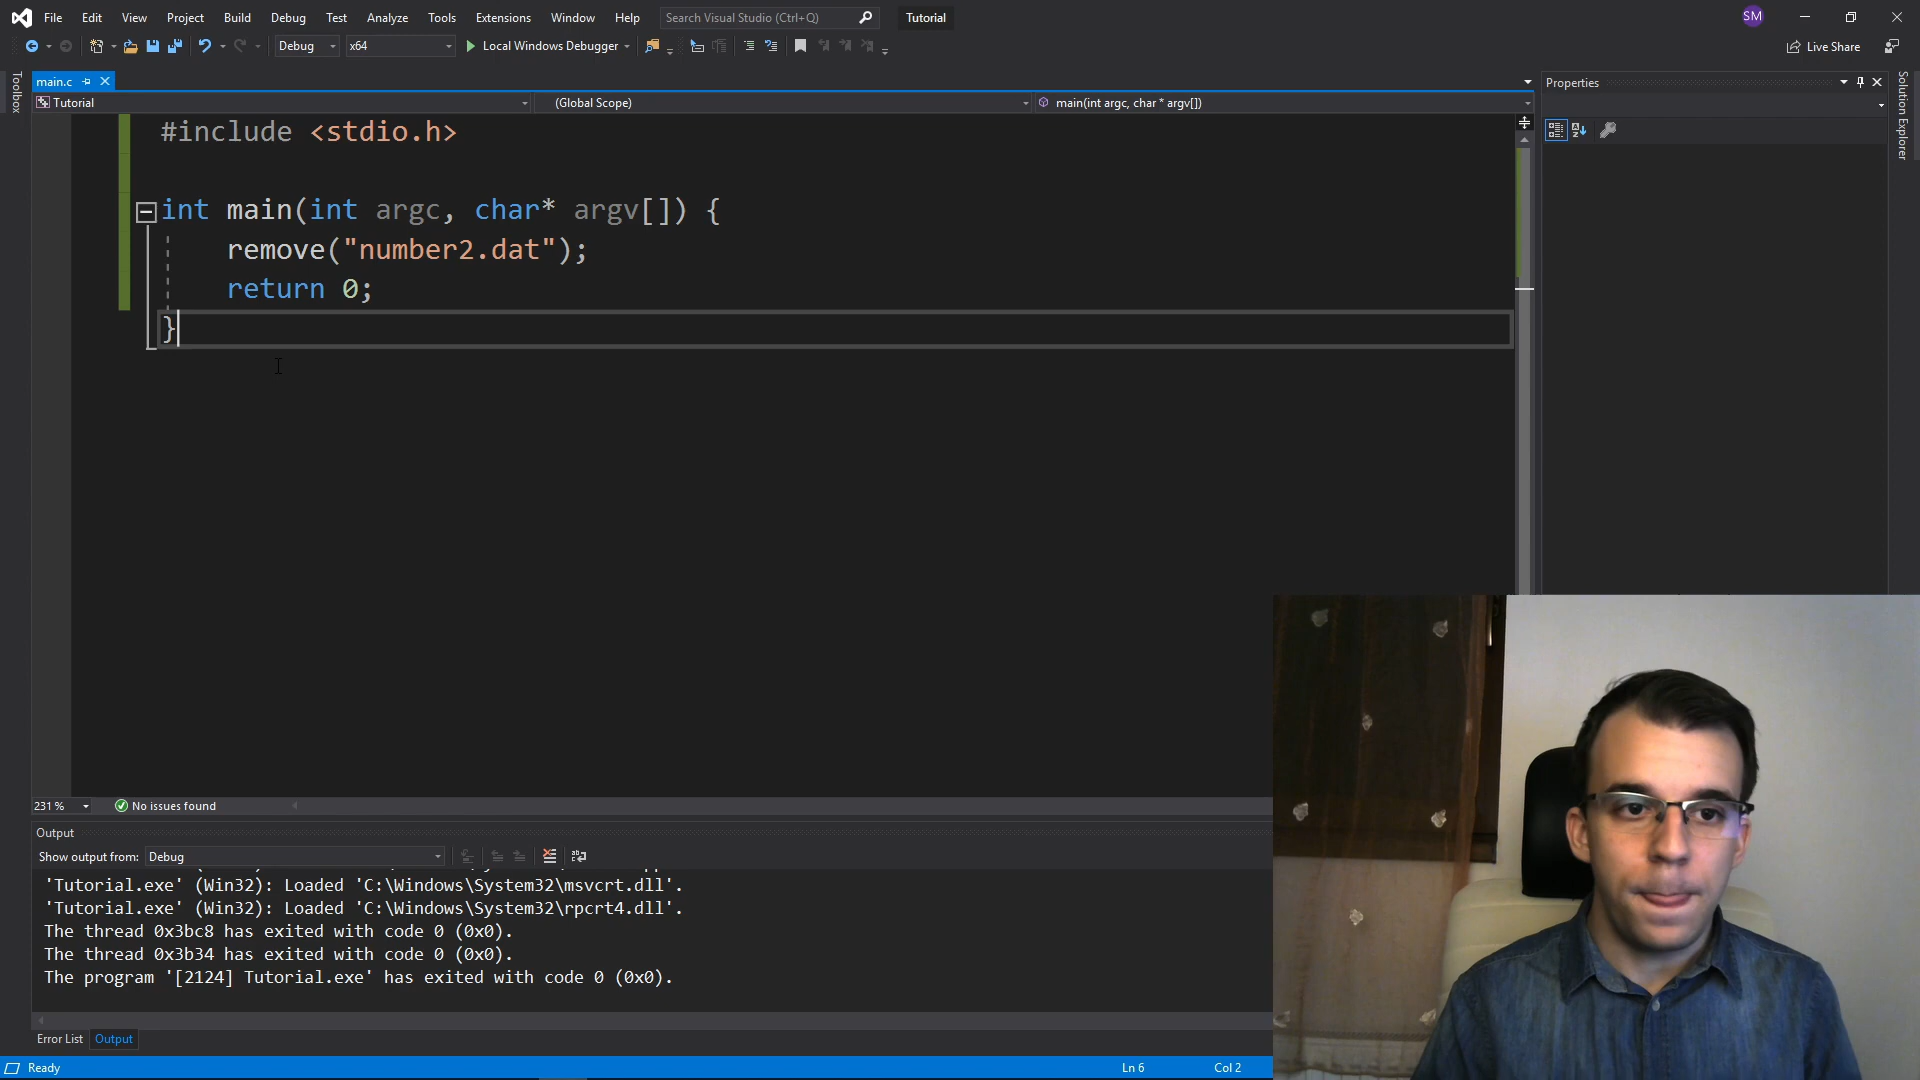 File Edit View Project Build Debug Test Analyze Tools Extensions Window Help Search Visual Studio (Ctrl+Q) Tutorial SM
Debug x64 Local Windows Debugger Live Share
Toolbox
main.c
Tutorial (Global Scope) main(int argc, char * argv[])
#include <stdio.h>
int main(int argc, char* argv[]) {
remove("number2.dat");
return 0;
}
231 % No issues found
Output
Show output from: Debug
'Tutorial.exe' (Win32): Loaded 'C:\Windows\System32\msvcrt.dll'.
'Tutorial.exe' (Win32): Loaded 'C:\Windows\System32\rpcrt4.dll'.
The thread 0x3bc8 has exited with code 0 (0x0).
The thread 0x3b34 has exited with code 0 (0x0).
The program '[2124] Tutorial.exe' has exited with code 0 (0x0).
Error List Output
Ready Ln 6 Col 2
Properties
Solution Explorer